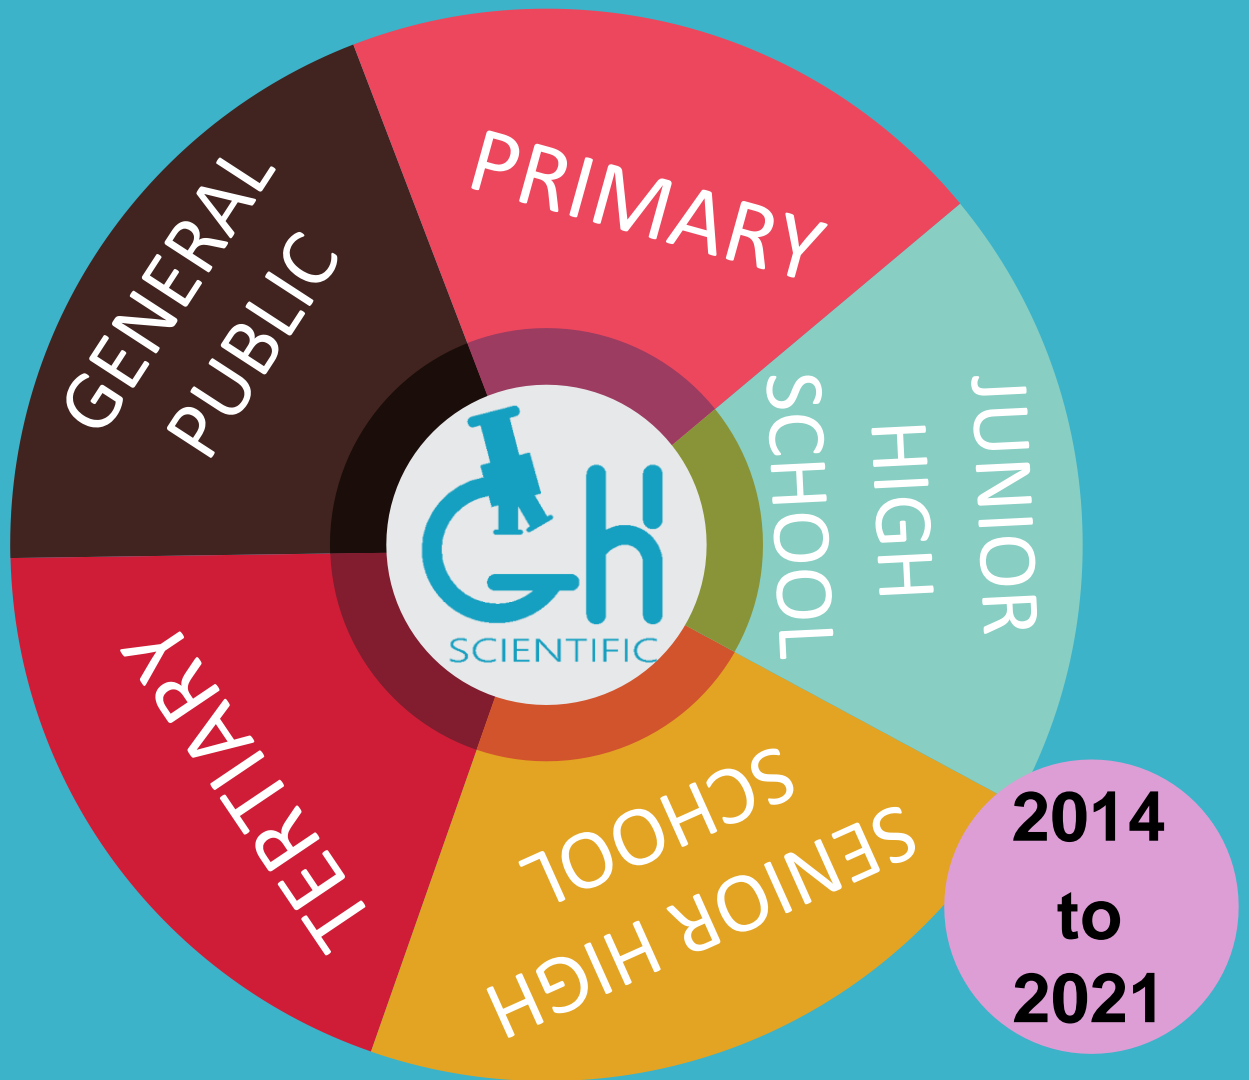 PRIMARY
JUNIOR
HIGH
SCHOOL
SENIOR HIGH
SCHOOL
TERTIARY
GENERAL
PUBLIC
GH
SCIENTIFIC
2014
to
2021